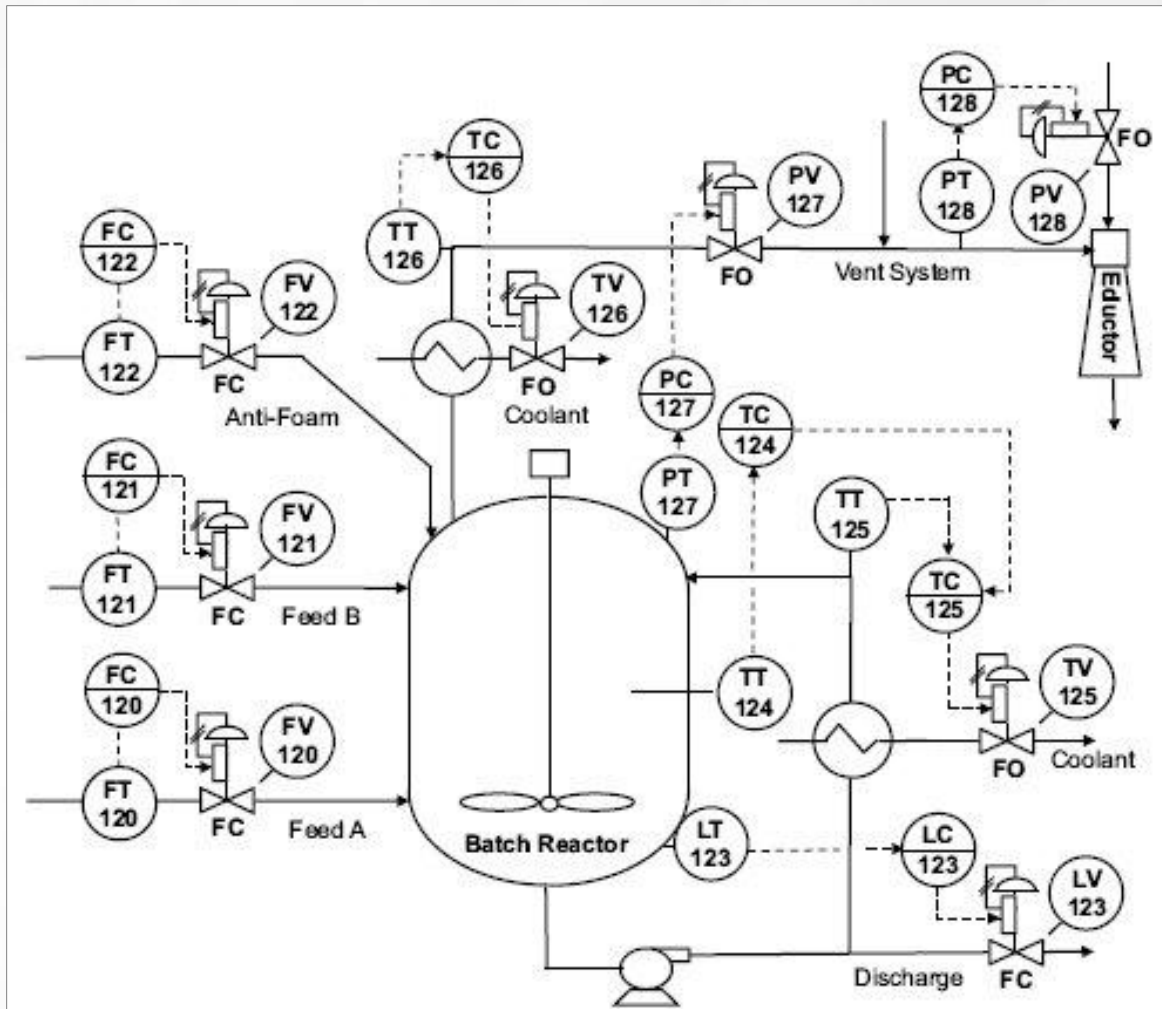 PC
128
FO
TC
126
PV
127
PT
128
PV
128
TT
126
FC
122
FV
122
TV
126
FO
Vent System
Eductor
FT
122
FC
Anti-Foam
FO
Coolant
PC
127
TC
124
FC
121
FV
121
PT
127
TT
125
FT
121
FC
Feed B
TC
125
FC
120
FV
120
TT
124
TV
125
FO
Coolant
FT
120
FC
Feed A
Batch Reactor
LT
123
LC
123
LV
123
Discharge
FC